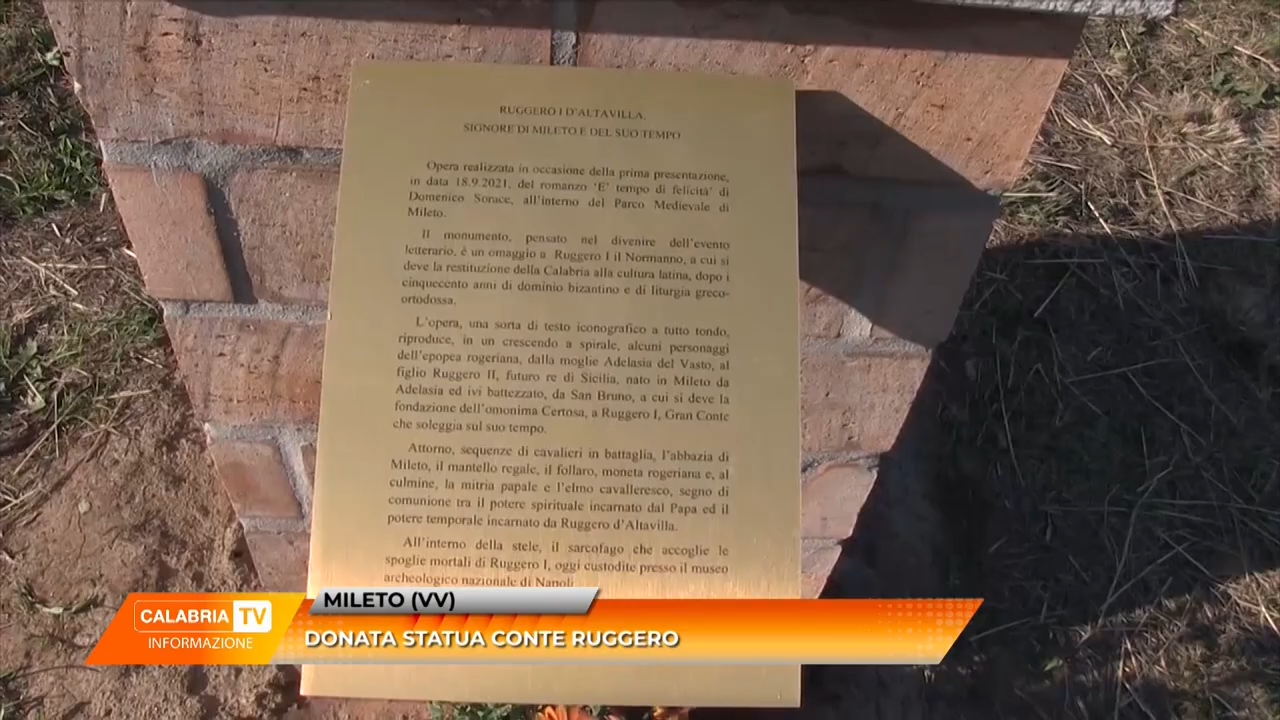 RUGGERO I D'ALTAVILLA,
SIGNORE DI MILETO E DEL SUO TEMPO
Opera realizzata in occasione della prima presentazione,
in data 18.9.2021, del romanzo 'E' tempo di felicità' di
Domenico Sorace, all'interno del Parco Medievale di
Mileto.
Il monumento, pensato nel divenire dell'evento
letterario, è un omaggio a Ruggero I il Normanno, a cui si
deve la restituzione della Calabria alla cultura latina, dopo i
cinquecento anni di dominio bizantino e di liturgia greco-
ortodossa.
L'opera, una sorta di testo iconografico a tutto tondo,
riproduce, in un crescendo a spirale, alcuni personaggi
dell'epopea rogeriana, dalla moglie Adelasia del Vasto, al
figlio Ruggero II, futuro re di Sicilia, nato in Mileto da
Adelasia ed ivi battezzato, da San Bruno, a cui si deve la
fondazione dell'omonima Certosa, a Ruggero I, Gran Conte
che soleggia sul suo tempo.
Attorno, sequenze di cavalieri in battaglia, l'abbazia di
Mileto, il mantello regale, il follaro, moneta rogeriana e, al
culmine, la mitria papale e l'elmo cavalleresco, segno di
comunione tra il potere spirituale incarnato dal Papa ed il
potere temporale incarnato da Ruggero d'Altavilla.
All'interno della stele, il sarcofago che accoglie le
spoglie mortali di Ruggero I, oggi custodite presso il museo
archeologico nazionale di Napoli
MILETO (VV)
CALABRIA TV
INFORMAZIONE
DONATA STATUA CONTE RUGGERO